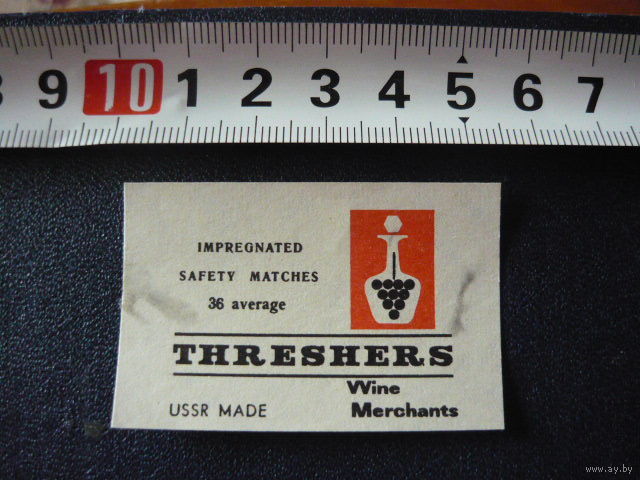 9 10 1 2 3 4 5 6 7
IMPREGNATED
SAFETY MATCHES
36 average
THRESHERS
Wine
USSR MADE Merchants
www.ay.by